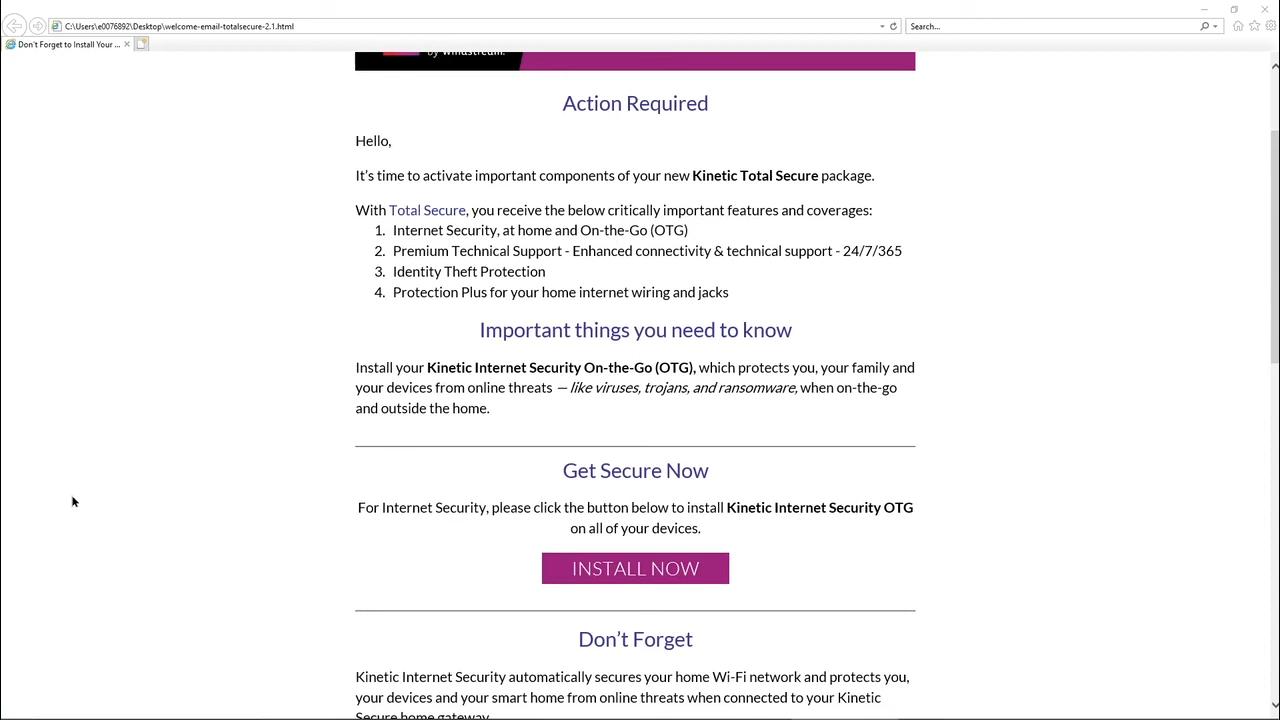 C:\Users\e0076892\Desktop\welcome-email-totalsecure-2.1.html
Search...
Don't Forget to Install Your ...
by windstream.
Action Required
Hello,
It's time to activate important components of your new Kinetic Total Secure package.
With Total Secure, you receive the below critically important features and coverages:
1. Internet Security, at home and On-the-Go (OTG)
2. Premium Technical Support - Enhanced connectivity & technical support - 24/7/365
3. Identity Theft Protection
4. Protection Plus for your home internet wiring and jacks
Important things you need to know
Install your Kinetic Internet Security On-the-Go (OTG), which protects you, your family and
your devices from online threats — like viruses, trojans, and ransomware, when on-the-go
and outside the home.
Get Secure Now
For Internet Security, please click the button below to install Kinetic Internet Security OTG
on all of your devices.
INSTALL NOW
Don't Forget
Kinetic Internet Security automatically secures your home Wi-Fi network and protects you,
your devices and your smart home from online threats when connected to your Kinetic
Secure home gateway.